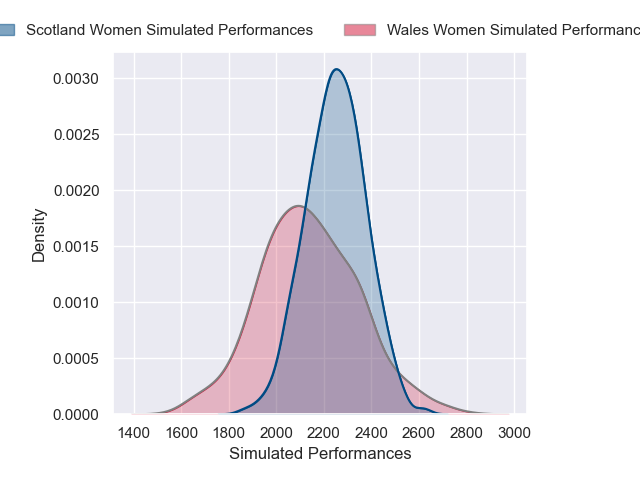 Scotland Women Simulated Performances
Wales Women Simulated Performanc
0.0030
0.0025
0.0020
0.0015
0.0010
0.0005
0.0000
Density
1400 1600 1800 2000 2200 2400 2600 2800 3000
Simulated Performances